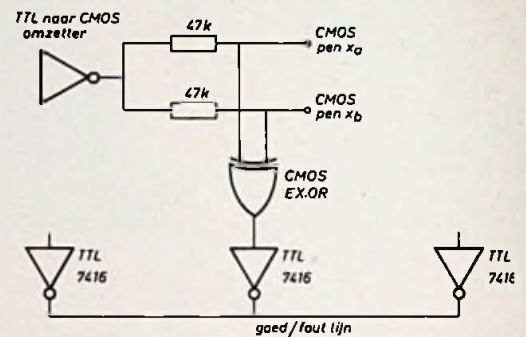 TTL naar CMOS
omzetter
47k
CMOS
pen xa
47k
CMOS
pen xb
CMOS
EX.OR
TTL
7416
TTL
7416
TTL
7416
goed/fout lijn